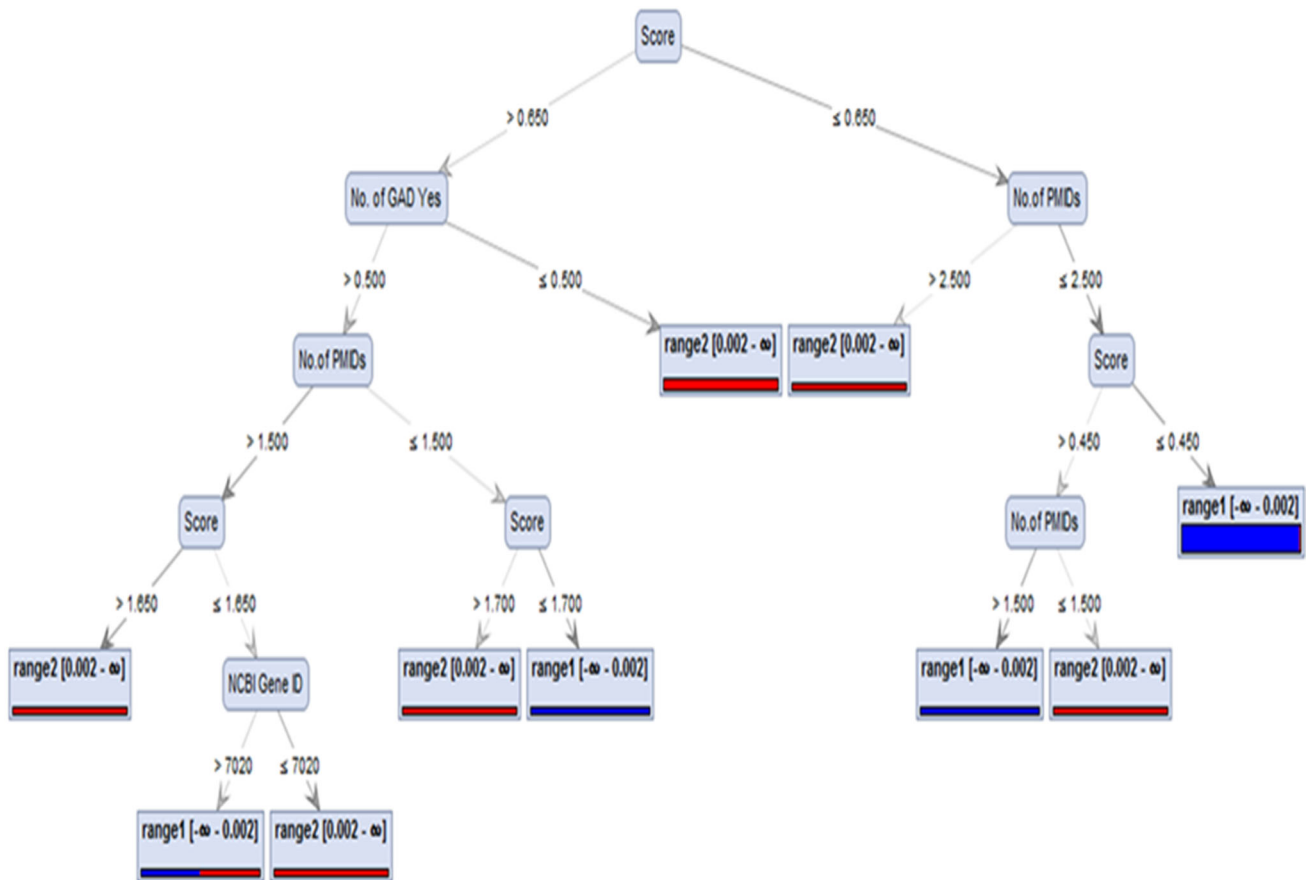 Score
> 0.650
≤ 0.650
No. of GAD Yes
No.of PMIDs
> 0.500
≤ 0.500
> 2.500
≤ 2.500
No.of PMIDs
range2 [0.002 - ∞]
range2 [0.002 - ∞]
Score
> 1.500
≤ 1.500
> 0.450
≤ 0.450
Score
Score
No.of PMIDs
range1 [-∞ - 0.002]
> 1.650
≤ 1.650
> 1.700
≤ 1.700
> 1.500
≤ 1.500
range2 [0.002 - ∞]
NCBI Gene ID
range2 [0.002 - ∞]
range1 [-∞ - 0.002]
range1 [-∞ - 0.002]
range2 [0.002 - ∞]
> 7020
≤ 7020
range1 [-∞ - 0.002]
range2 [0.002 - ∞]